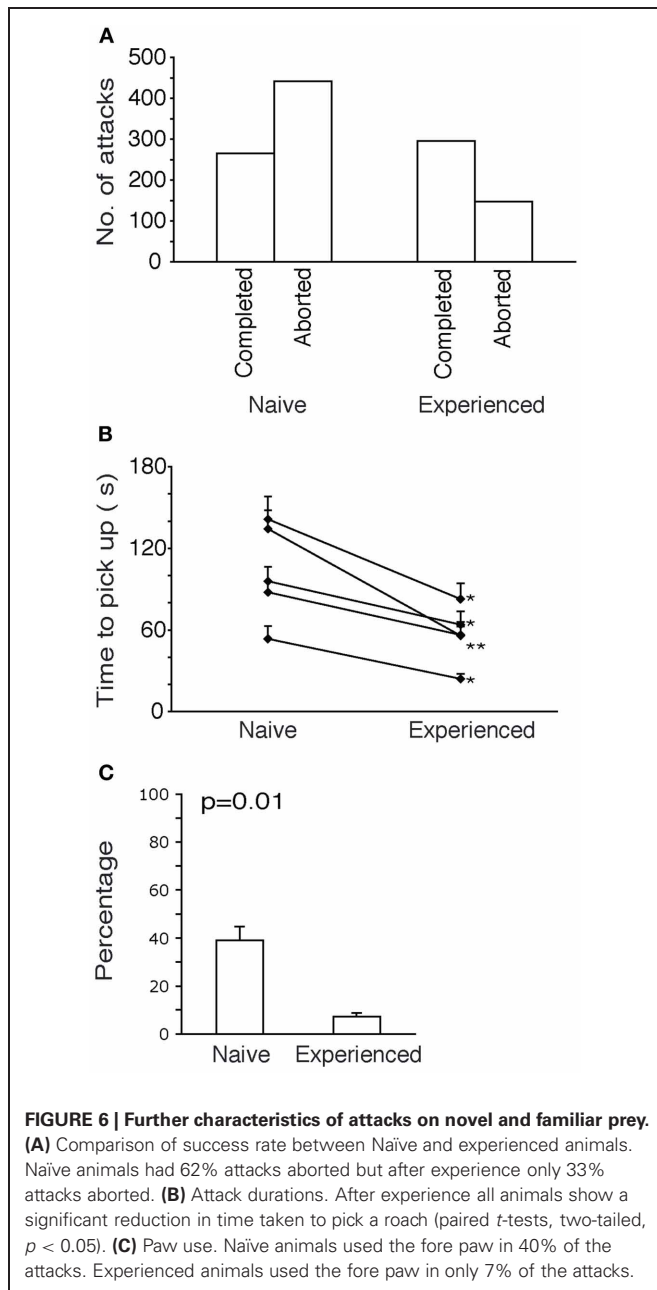 A
500
400
300
200
100
0
No. of attacks
Completed
Aborted
Completed
Aborted
Naive
Experienced
B
180
120
60
0
Time to pick up ( s)
*
*
**
*
Naive
Experienced
C
p=0.01
100
80
60
40
20
0
Percentage
Naive
Experienced
FIGURE 6 | Further characteristics of attacks on novel and familiar prey.
(A) Comparison of success rate between Naïve and experienced animals.
Naïve animals had 62% attacks aborted but after experience only 33%
attacks aborted. (B) Attack durations. After experience all animals show a
significant reduction in time taken to pick a roach (paired t-tests, two-tailed,
p < 0.05). (C) Paw use. Naïve animals used the fore paw in 40% of the
attacks. Experienced animals used the fore paw in only 7% of the attacks.